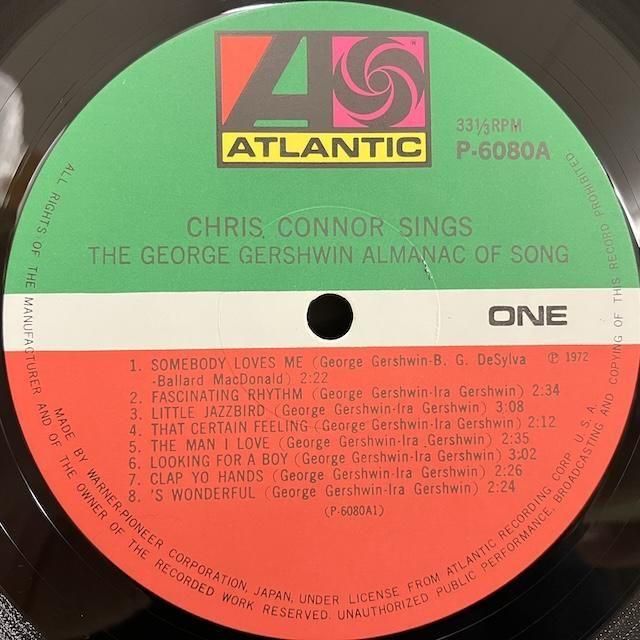 ATLANTIC
33⅓RPM
P-6080A
CHRIS CONNOR SINGS
THE GEORGE GERSHWIN ALMANAC OF SONG
ONE
1. SOMEBODY LOVES ME (George Gershwin-B. G. DeSylva
-Ballard MacDonald) 2:22
℗ 1972
2. FASCINATING RHYTHM (George Gershwin-Ira Gershwin) 2:34
3. LITTLE JAZZBIRD (George Gershwin-Ira Gershwin) 3:08
4. THAT CERTAIN FEELING (George Gershwin-Ira Gershwin) 2:12
5. THE MAN I LOVE (George Gershwin-Ira Gershwin) 2:35
6. LOOKING FOR A BOY (George Gershwin-Ira Gershwin) 3:02
7. CLAP YO HANDS (George Gershwin-Ira Gershwin) 2:26
8. 'S WONDERFUL (George Gershwin-Ira Gershwin) 2:24
(P-6080A1)
MADE BY WARNER-PIONEER CORPORATION, JAPAN, UNDER LICENSE FROM ATLANTIC RECORDING CORP. U.S.A.
ALL RIGHTS OF THE MANUFACTURER AND OF THE OWNER OF THE RECORDED WORK RESERVED. UNAUTHORIZED PUBLIC PERFORMANCE, BROADCASTING AND COPYING OF THIS RECORD PROHIBITED